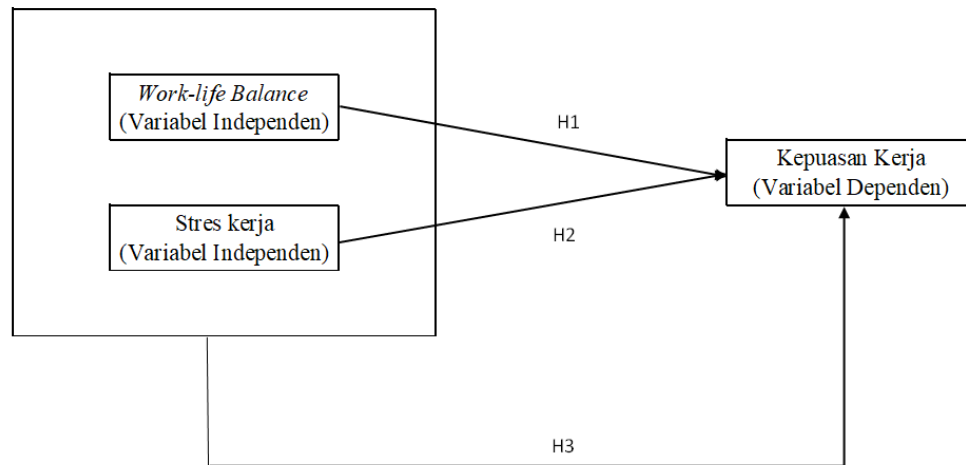 Work-life Balance
(Variabel Independen)
H1
Kepuasan Kerja
(Variabel Dependen)
Stres kerja
(Variabel Independen)
H2
H3